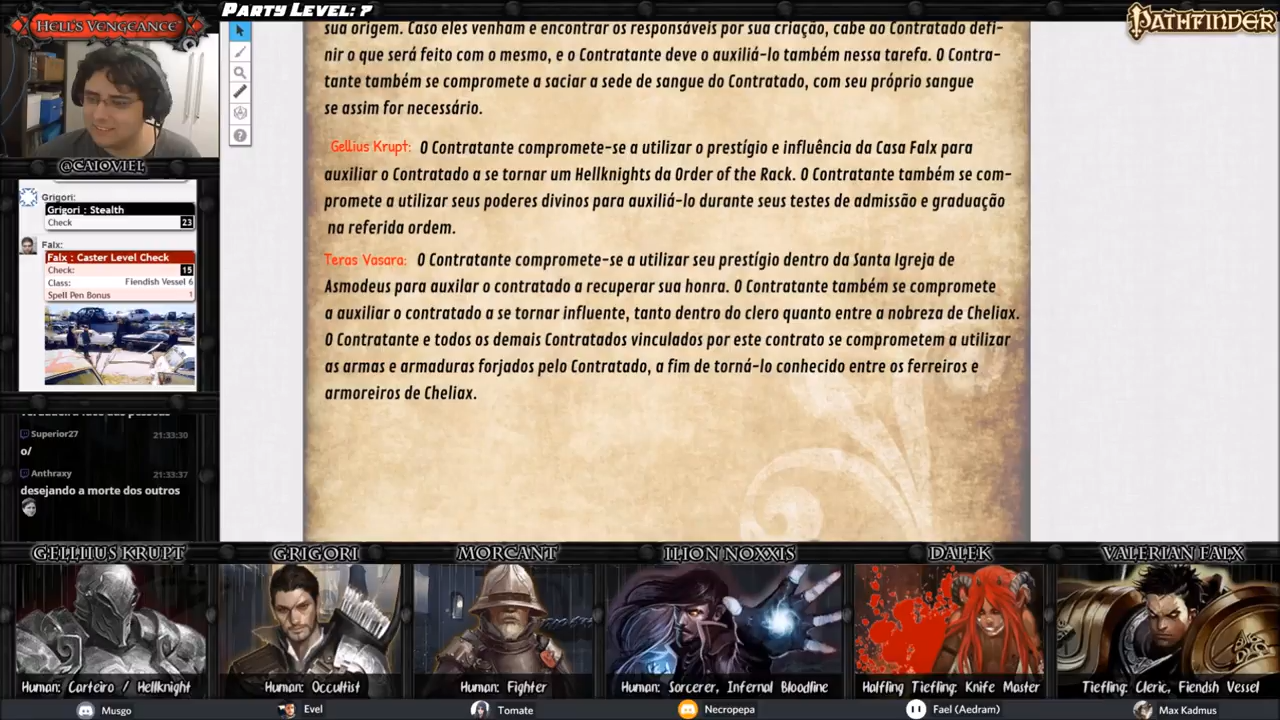 PARTY LEVEL: 7
HELL'S VENGEANCE
PATHFINDER
@CAIOVIEL
sua origem. Caso eles venham e encontrar os responsáveis por sua criação, cabe ao Contratado defi-
nir o que será feito com o mesmo, e o Contratante deve o auxiliá-lo também nessa tarefa. O Contra-
tante também se compromete a saciar a sede de sangue do Contratado, com seu próprio sangue
se assim for necessário.
Gellius Krupt: O Contratante compromete-se a utilizar o prestígio e influência da Casa Falx para
auxiliar o Contratado a se tornar um Hellknights da Order of the Rack. O Contratante também se com-
promete a utilizar seus poderes divinos para auxiliá-lo durante seus testes de admissão e graduação
na referida ordem.
Teras Vasara: O Contratante compromete-se a utilizar seu prestígio dentro da Santa Igreja de
Asmodeus para auxilar o contratado a recuperar sua honra. O Contratante também se compromete
a auxiliar o contratado a se tornar influente, tanto dentro do clero quanto entre a nobreza de Cheliax.
O Contratante e todos os demais Contratados vinculados por este contrato se comprometem a utilizar
as armas e armaduras forjados pelo Contratado, a fim de torná-lo conhecido entre os ferreiros e
armoreiros de Cheliax.
Grigori:
Grigori : Stealth
Check 23
Falx:
Falx : Caster Level Check
Check: 15
Class: Fiendish Vessel 6
Spell Pen Bonus 1
verdadeira face das pessoas
Superior27 21:33:30
o/
Anthraxy 21:33:37
desejando a morte dos outros
GELLIIUS KRUPT
Human: Carteiro / Hellknight
Musgo
GRIGORI
Human: Occultist
Evel
MORCANT
Human: Fighter
Tomate
ILION NOXXIS
Human: Sorcerer, Infernal Bloodline
Necropepa
DALEK
Halfling Tiefling: Knife Master
Fael (Aedram)
VALERIAN FALX
Tiefling: Cleric, Fiendsh Vessel
Max Kadmus